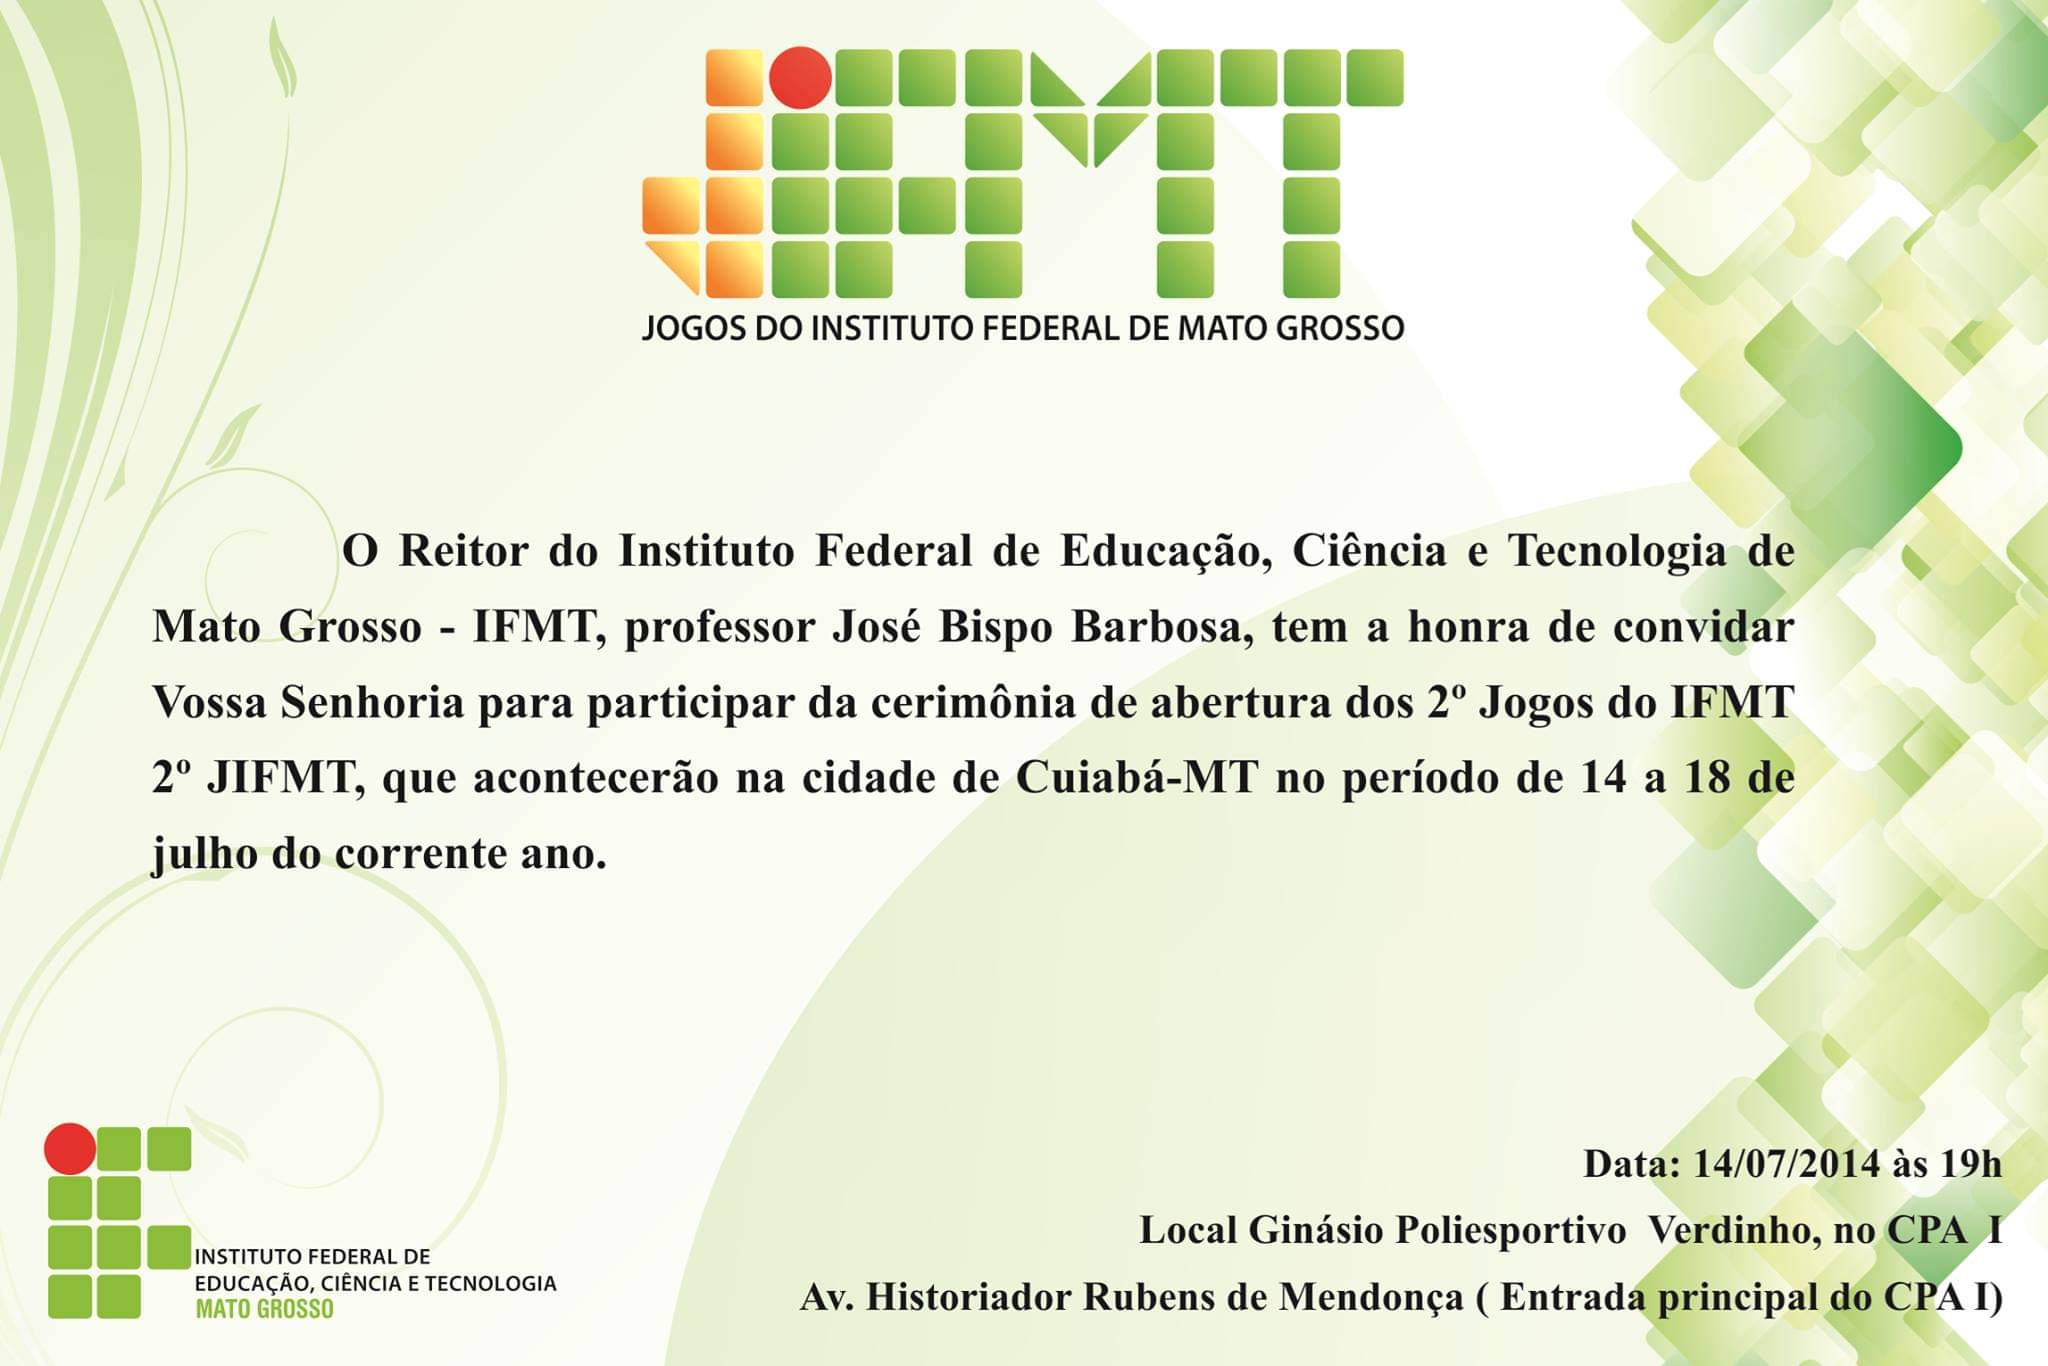 JIFMT
JOGOS DO INSTITUTO FEDERAL DE MATO GROSSO
O Reitor do Instituto Federal de Educação, Ciência e Tecnologia de
Mato Grosso - IFMT, professor José Bispo Barbosa, tem a honra de convidar
Vossa Senhoria para participar da cerimônia de abertura dos 2º Jogos do IFMT
2º JIFMT, que acontecerão na cidade de Cuiabá-MT no período de 14 a 18 de
julho do corrente ano.
INSTITUTO FEDERAL DE
EDUCAÇÃO, CIÊNCIA E TECNOLOGIA
MATO GROSSO
Data: 14/07/2014 às 19h
Local Ginásio Poliesportivo  Verdinho, no CPA  I
Av. Historiador Rubens de Mendonça ( Entrada principal do CPA I)